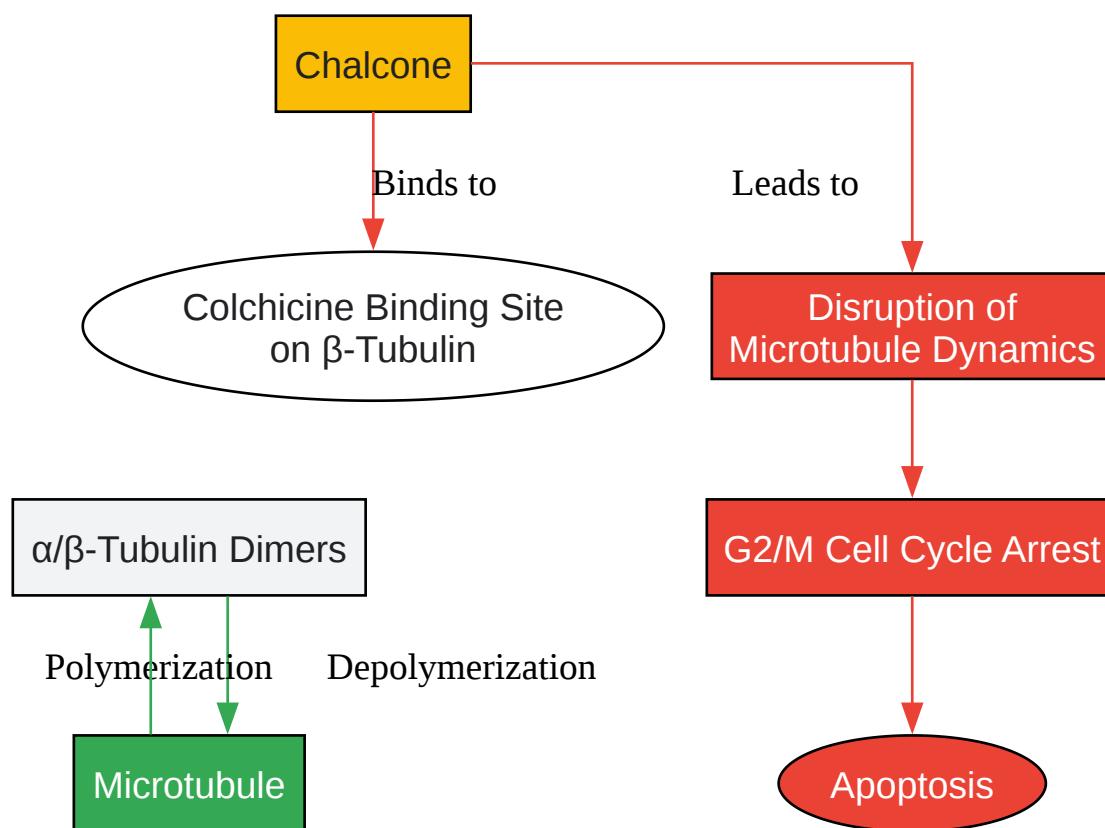 Chalcone
Binds to
Leads to
Colchicine Binding Site
on β-Tubulin
Disruption of
Microtubule Dynamics
α/β-Tubulin Dimers
G2/M Cell Cycle Arrest
Polymerization
Depolymerization
Microtubule
Apoptosis